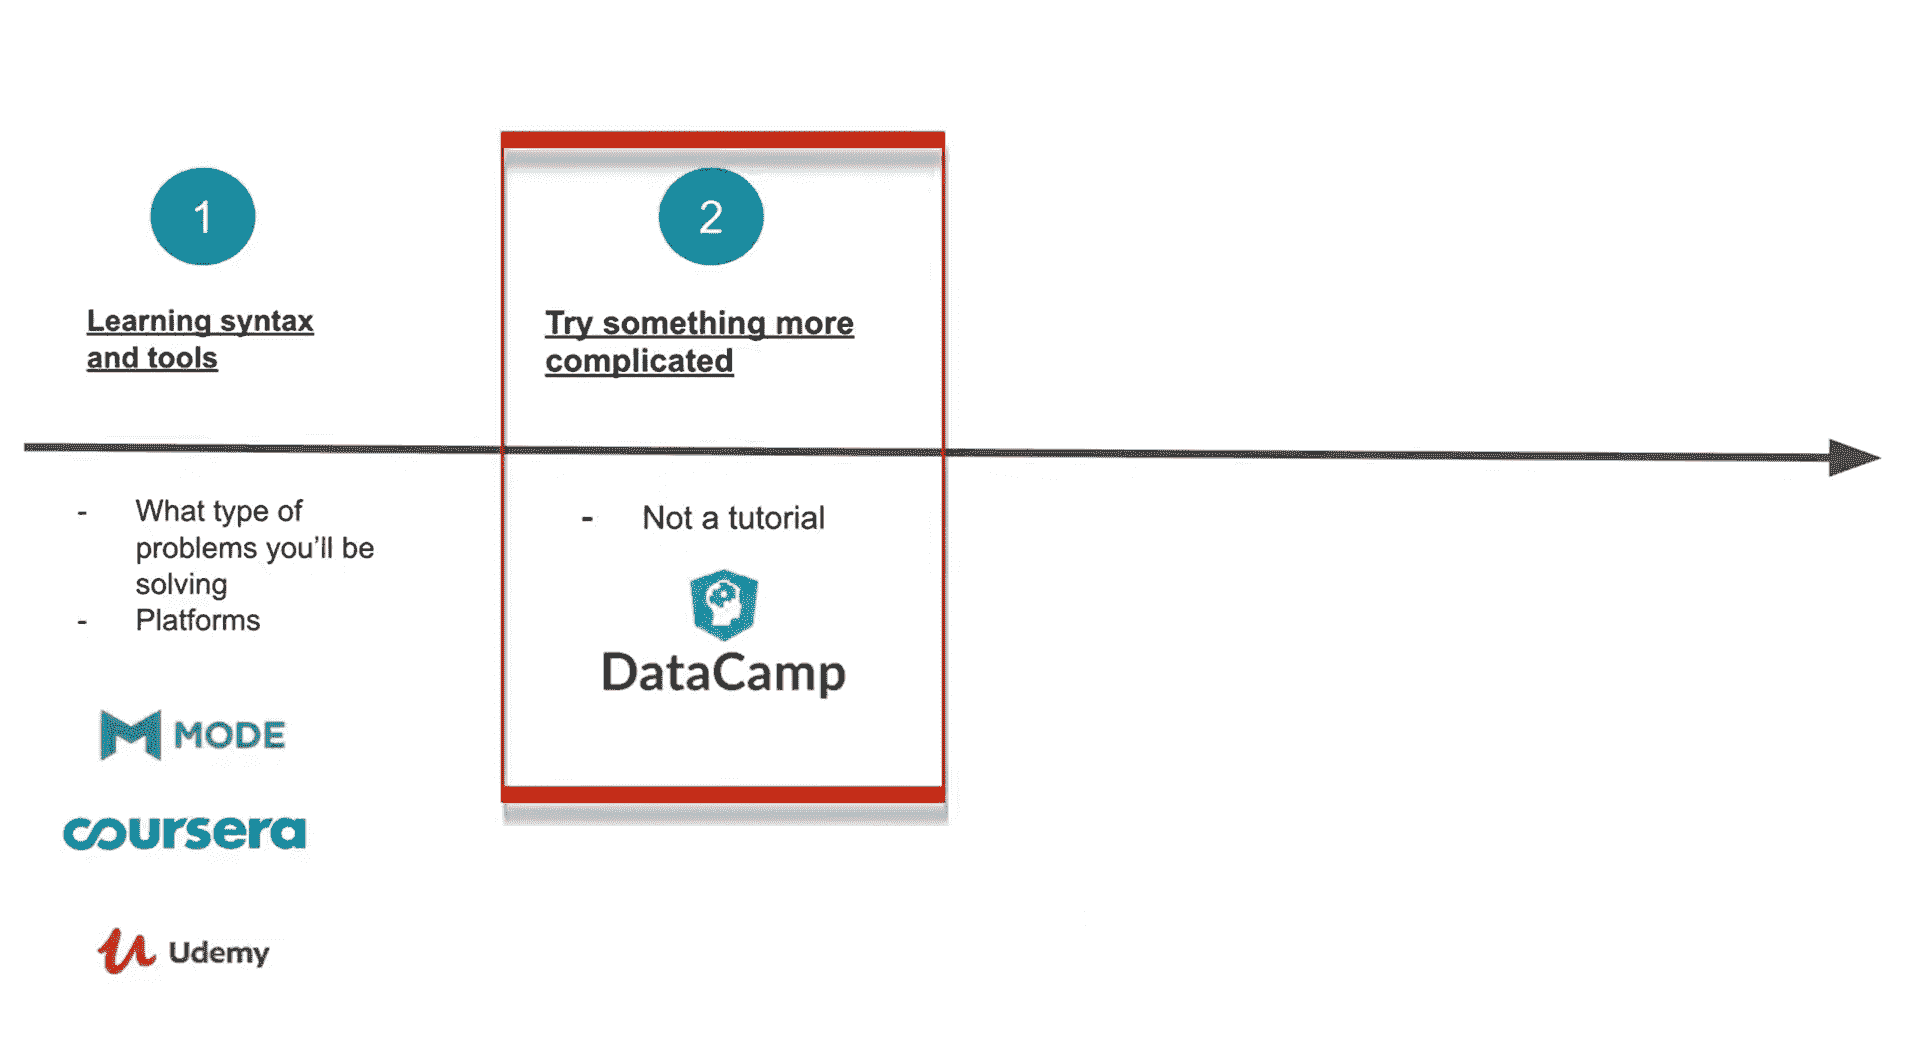 1
Learning syntax
and tools
- What type of
problems you'll be
solving
- Platforms
MODE
coursera
Udemy
2
Try something more
complicated
- Not a tutorial
DataCamp